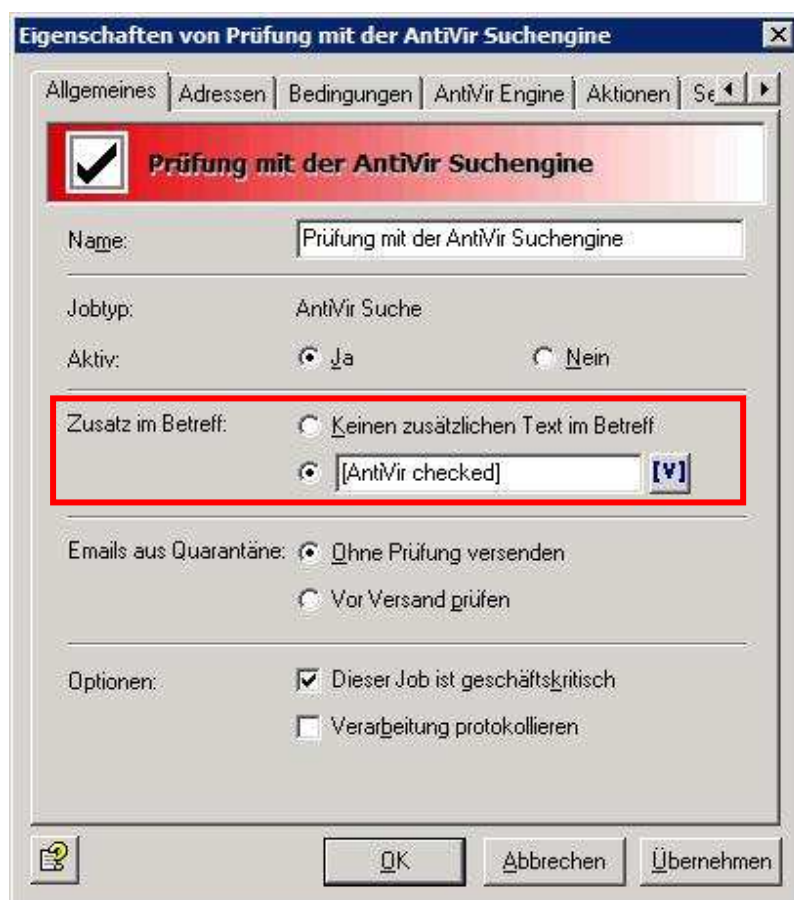 Eigenschaften von Prüfung mit der AntiVir Suchengine
Allgemeines Adressen Bedingungen AntiVir Engine Aktionen
Prüfung mit der AntiVir Suchengine
Name: Prüfung mit der AntiVir Suchengine
Jobtyp: AntiVir Suche
Aktiv: Ja Nein
Zusatz im Betreff: Keinen zusätzlichen Text im Betreff
[AntiVir checked] [V]
Emails aus Quarantäne: Ohne Prüfung versenden
Vor Versand prüfen
Optionen: Dieser Job ist geschäftskritisch
Verarbeitung protokollieren
OK Abbrechen Übernehmen